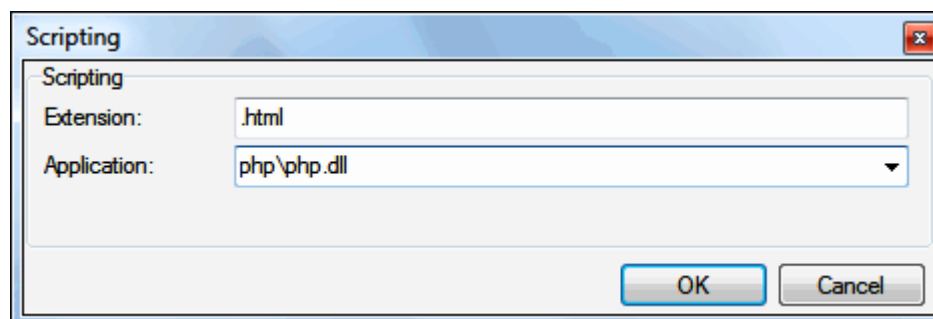 Scripting
Scripting
Extension: .html
Application: php\php.dll
OK Cancel